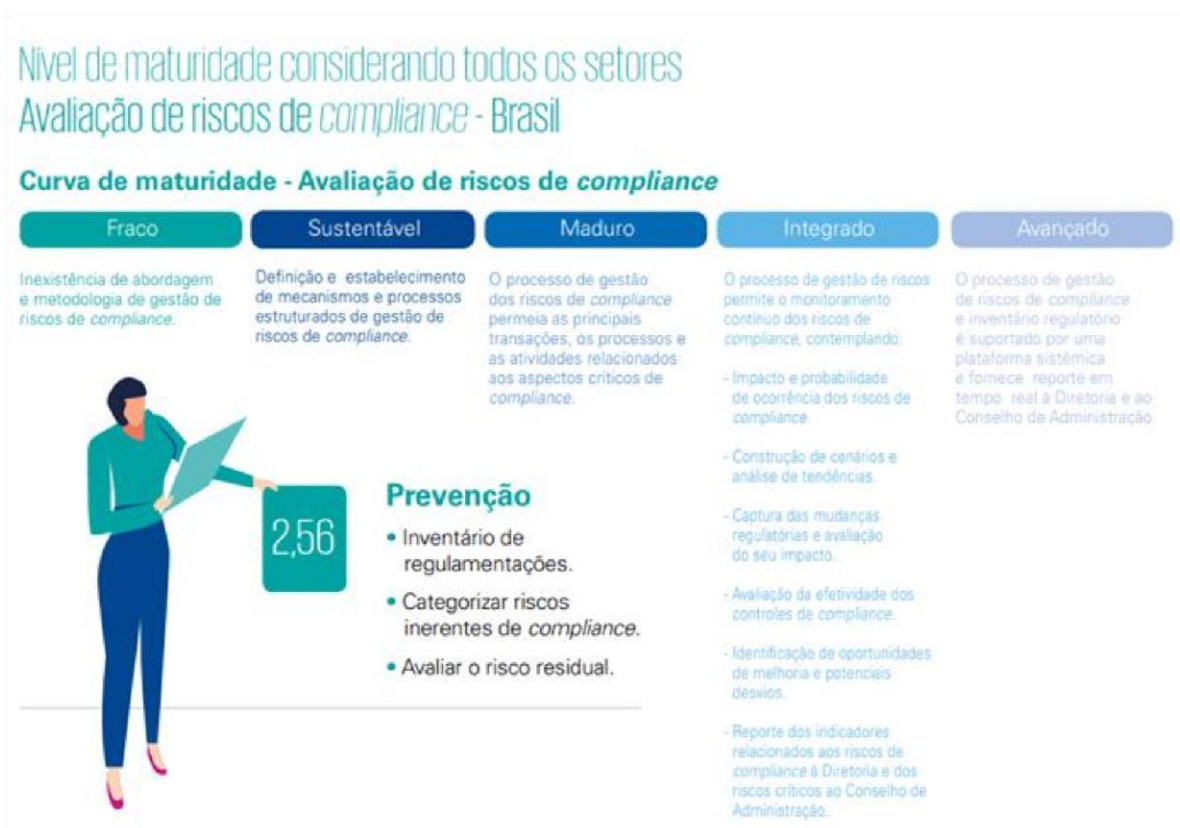 Nível de maturidade considerando todos os setores
Avaliação de riscos de compliance - Brasil
Curva de maturidade - Avaliação de riscos de compliance
Fraco
Inexistência de abordagem
e metodologia de gestão de
riscos de compliance.
Sustentável
Definição e estabelecimento
de mecanismos e processos
estruturados de gestão de
riscos de compliance.
Maduro
O processo de gestão
dos riscos de compliance
permeia as principais
transações, os processos e
as atividades relacionados
aos aspectos críticos de
compliance.
Integrado
O processo de gestão de riscos
permite o monitoramento
contínuo dos riscos de
compliance, contemplando:
- Impacto e probabilidade
de ocorrência dos riscos de
compliance.
- Construção de cenários e
análise de tendências.
- Captura das mudanças
regulatórias e avaliação
do seu impacto.
- Avaliação da efetividade dos
controles de compliance.
- Identificação de oportunidades
de melhoria e potenciais
desvios.
- Reporte dos indicadores
relacionados aos riscos de
compliance à Diretoria e dos
riscos críticos ao Conselho de
Administração.
Avançado
O processo de gestão
de riscos de compliance
e inventário regulatório
é suportado por uma
plataforma sistêmica
e fornece reporte em
tempo real à Diretoria e ao
Conselho de Administração.
2,56
Prevenção
• Inventário de
regulamentações.
• Categorizar riscos
inerentes de compliance.
• Avaliar o risco residual.